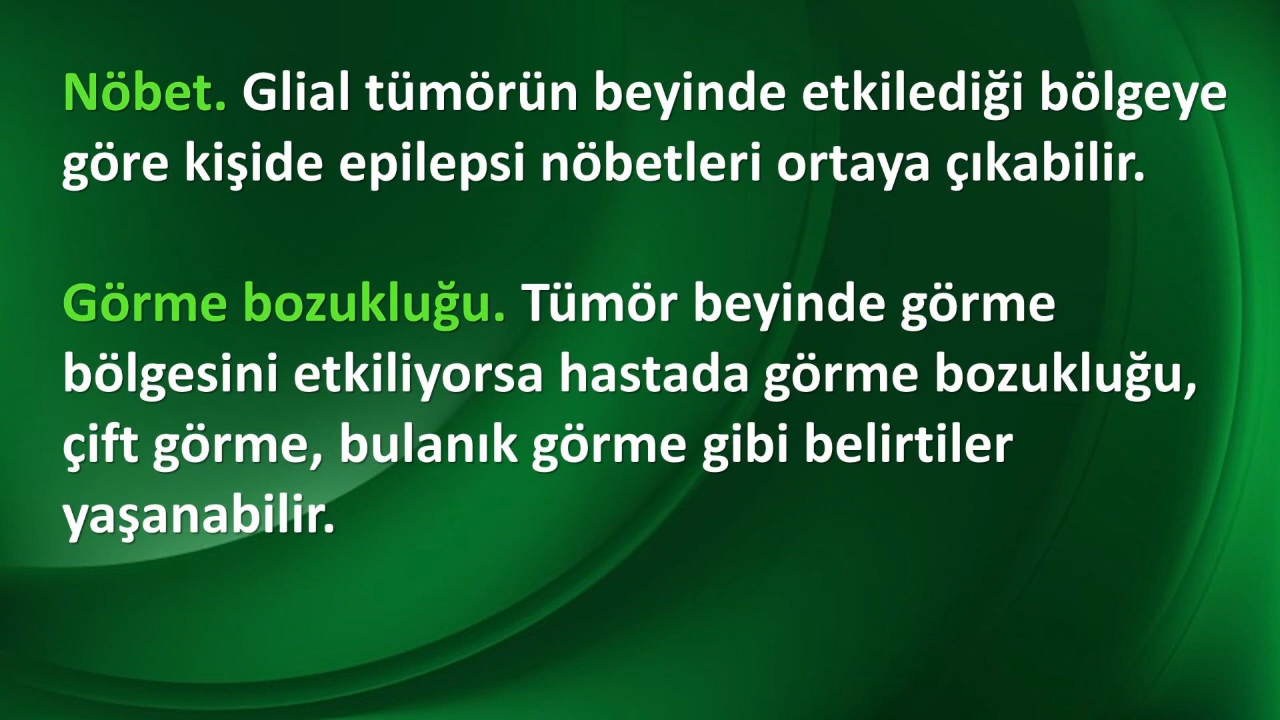 Nöbet. Glial tümörün beyinde etkilediği bölgeye
göre kişide epilepsi nöbetleri ortaya çıkabilir.
Görme bozukluğu. Tümör beyinde görme
bölgesini etkiliyorsa hastada görme bozukluğu,
çift görme, bulanık görme gibi belirtiler
yaşanabilir.